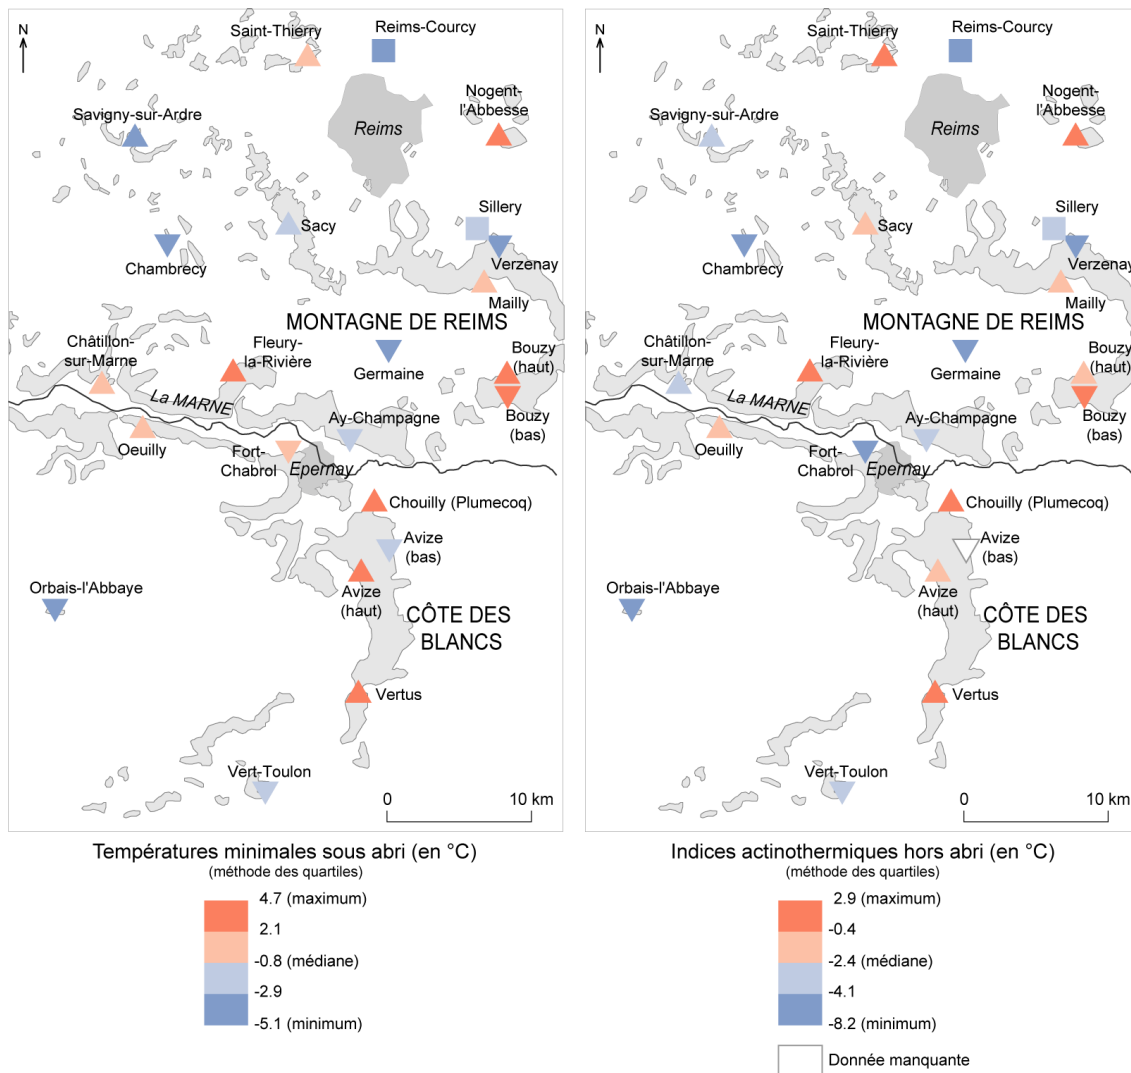 N
Saint-Thierry
Reims-Courcy
Nogent-
l'Abbesse
Savigny-sur-Ardre
Reims
Sillery
Sacy
Chambrecy
Verzenay
Mailly
MONTAGNE DE REIMS
Châtillon-
sur-Marne
Fleury-
la-Rivière
Germaine
Bouzy
(haut)
La MARNE
Bouzy
(bas)
Ay-Champagne
Oeuilly
Fort-
Chabrol
Epernay
Chouilly (Plumecoq)
Avize
(bas)
Orbais-l'Abbaye
Avize
(haut)
CÔTE DES
BLANCS
Vertus
Vert-Toulon
0
10 km
Températures minimales sous abri (en °C)
(méthode des quartiles)
4.7 (maximum)
2.1
-0.8 (médiane)
-2.9
-5.1 (minimum)
N
Saint-Thierry
Reims-Courcy
Nogent-
l'Abbesse
Savigny-sur-Ardre
Reims
Sillery
Sacy
Chambrecy
Verzenay
Mailly
MONTAGNE DE REIMS
Châtillon-
sur-Marne
Fleury-
la-Rivière
Germaine
Bouzy
(haut)
La MARNE
Bouzy
(bas)
Ay-Champagne
Oeuilly
Fort-
Chabrol
Epernay
Chouilly (Plumecoq)
Avize
(bas)
Orbais-l'Abbaye
Avize
(haut)
CÔTE DES
BLANCS
Vertus
Vert-Toulon
0
10 km
Indices actinothermiques hors abri (en °C)
(méthode des quartiles)
2.9 (maximum)
-0.4
-2.4 (médiane)
-4.1
-8.2 (minimum)
Donnée manquante